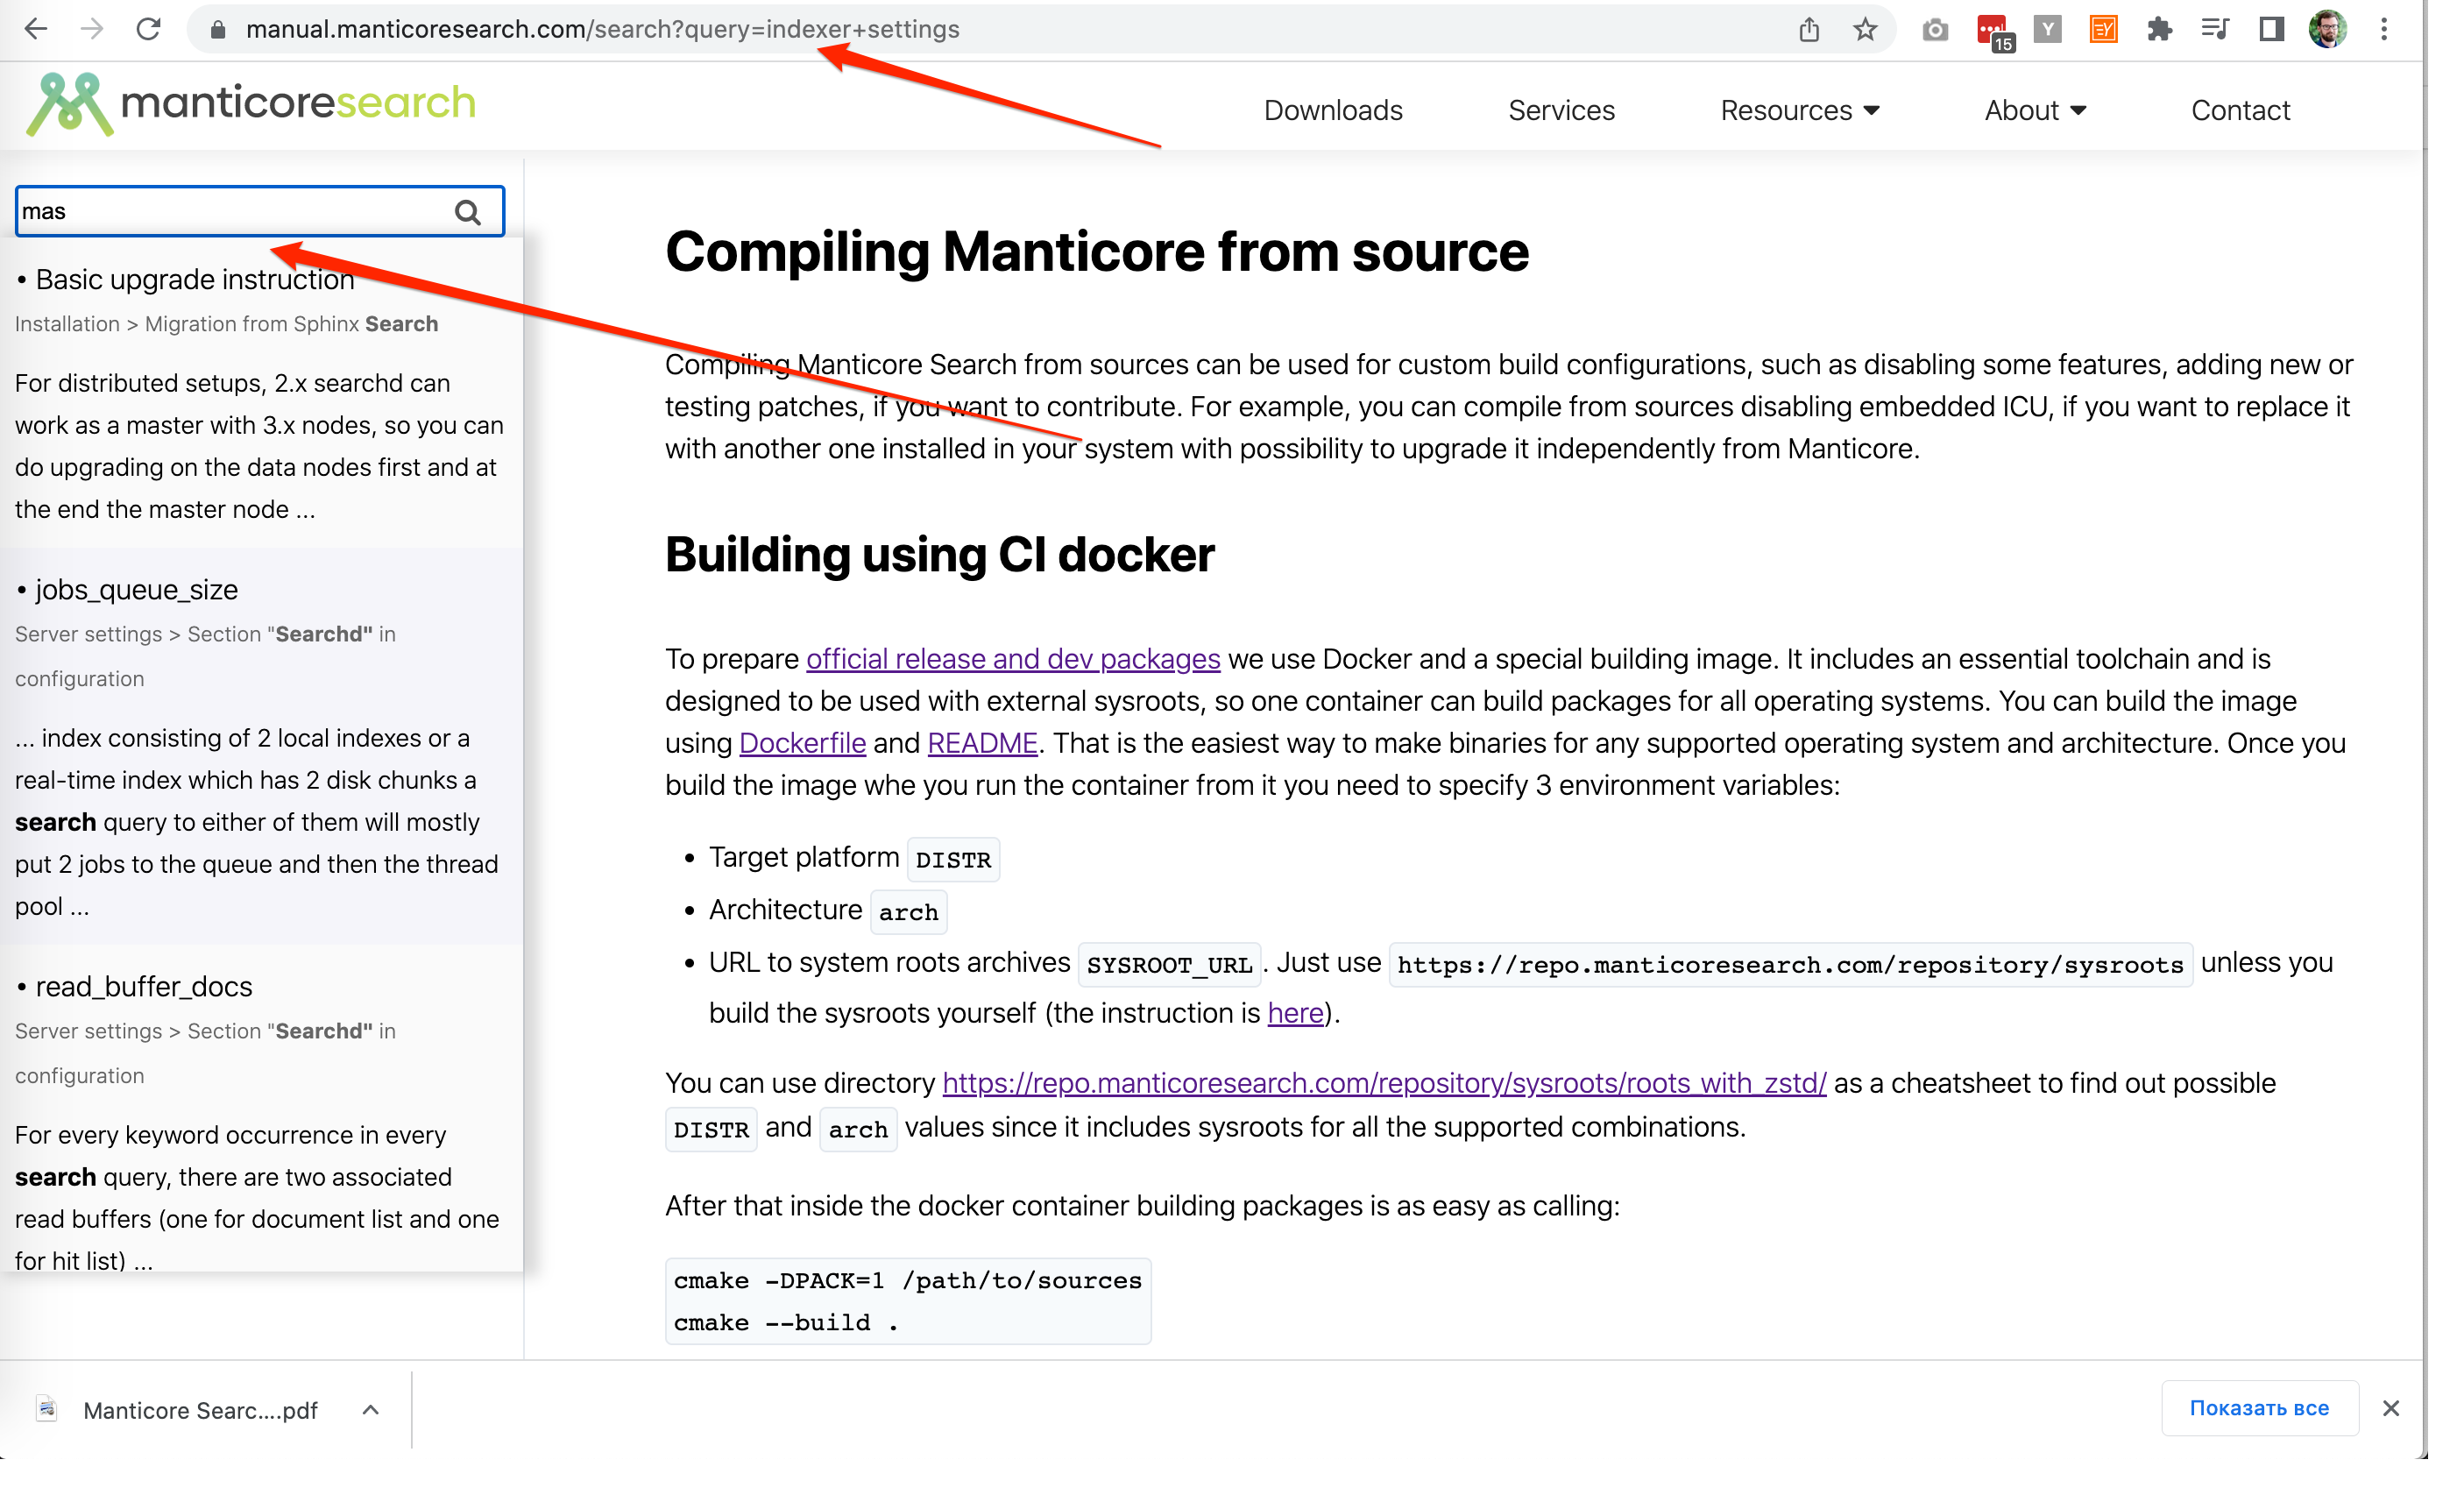 manual.manticoresearch.com/search?query=indexer+settings
15
Y
EY
manticoresearch
Downloads
Services
Resources
About
Contact
mas
• Basic upgrade instruction
Installation > Migration from Sphinx Search
For distributed setups, 2.x searchd can
work as a master with 3.x nodes, so you can
do upgrading on the data nodes first and at
the end the master node ...
• jobs_queue_size
Server settings > Section "Searchd" in
configuration
... index consisting of 2 local indexes or a
real-time index which has 2 disk chunks a
search query to either of them will mostly
put 2 jobs to the queue and then the thread
pool ...
• read_buffer_docs
Server settings > Section "Searchd" in
configuration
For every keyword occurrence in every
search query, there are two associated
read buffers (one for document list and one
for hit list) ...
Compiling Manticore from source
Compiling Manticore Search from sources can be used for custom build configurations, such as disabling some features, adding new or
testing patches, if you want to contribute. For example, you can compile from sources disabling embedded ICU, if you want to replace it
with another one installed in your system with possibility to upgrade it independently from Manticore.
Building using CI docker
To prepare official release and dev packages we use Docker and a special building image. It includes an essential toolchain and is
designed to be used with external sysroots, so one container can build packages for all operating systems. You can build the image
using Dockerfile and README. That is the easiest way to make binaries for any supported operating system and architecture. Once you
build the image whe you run the container from it you need to specify 3 environment variables:
• Target platform DISTR
• Architecture arch
• URL to system roots archives SYSROOT_URL. Just use https://repo.manticoresearch.com/repository/sysroots unless you
build the sysroots yourself (the instruction is here).
You can use directory https://repo.manticoresearch.com/repository/sysroots/roots_with_zstd/ as a cheatsheet to find out possible
DISTR and arch values since it includes sysroots for all the supported combinations.
After that inside the docker container building packages is as easy as calling:
cmake -DPACK=1 /path/to/sources
cmake --build .
Manticore Searc....pdf
Показать все